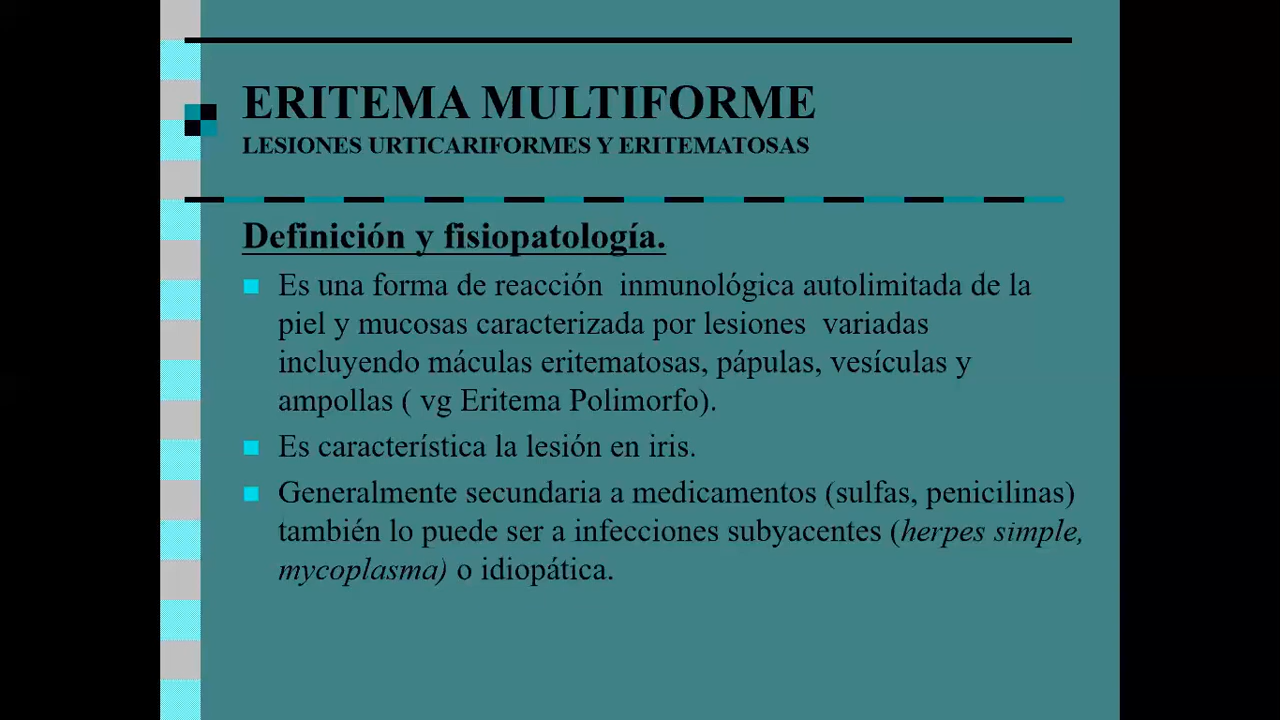 ERITEMA MULTIFORME
LESIONES URTICARIFORMES Y ERITEMATOSAS
Definición y fisiopatología.
Es una forma de reacción inmunológica autolimitada de la
piel y mucosas caracterizada por lesiones variadas
incluyendo máculas eritematosas, pápulas, vesículas y
ampollas ( vg Eritema Polimorfo).
Es característica la lesión en iris.
Generalmente secundaria a medicamentos (sulfas, penicilinas)
también lo puede ser a infecciones subyacentes (herpes simple,
mycoplasma) o idiopática.